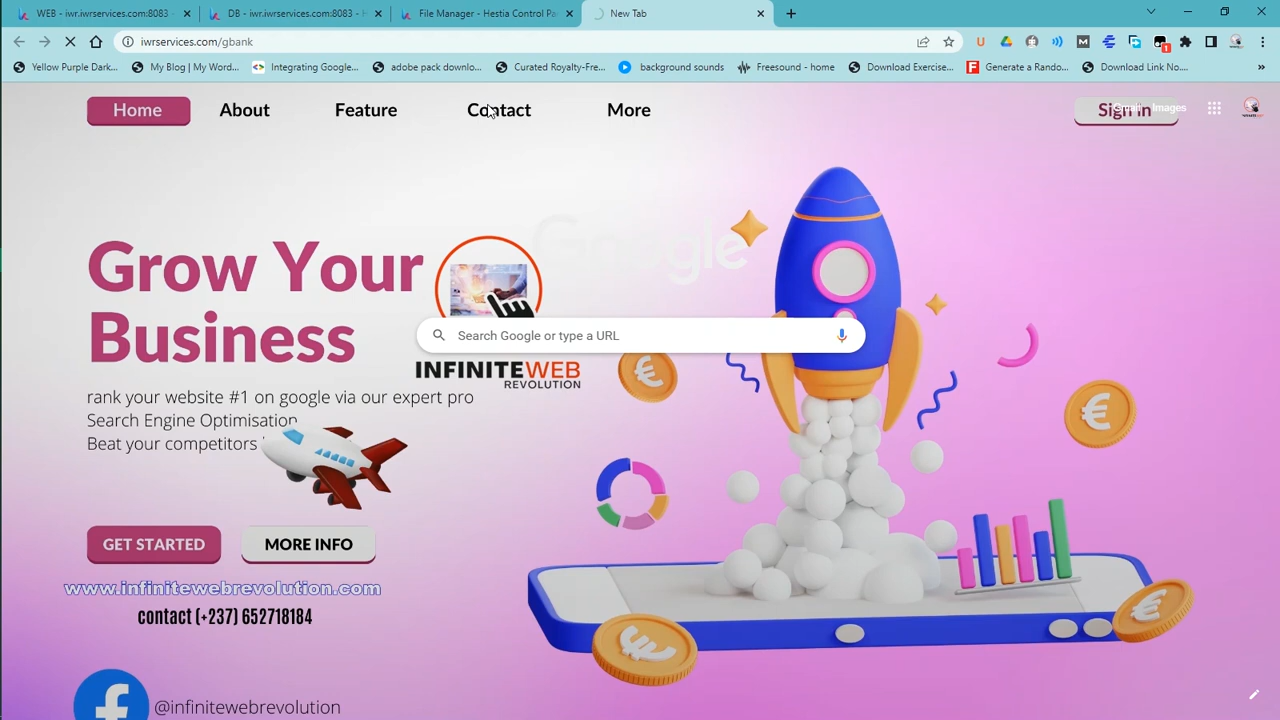 WEB - iwr.iwrservices.com:8083
DB - iwr.iwrservices.com:8083 - H
File Manager - Hestia Control Pa
New Tab
iwrservices.com/gbank
Yellow Purple Dark...
My Blog | My Word...
Integrating Google...
adobe pack downlo...
Curated Royalty-Fre...
background sounds
Freesound - home
Download Exercise...
Generate a Rando...
Download Link No....
»
Home
About
Feature
Contact
More
Sign in
Gmail
Images
Google
Grow Your
Business
Search Google or type a URL
INFINITEWEB
REVOLUTION
rank your website #1 on google via our expert pro
Search Engine Optimisation
Beat your competitors
GET STARTED
MORE INFO
www.infinitewebrevolution.com
contact (+237) 652718184
@infinitewebrevolution